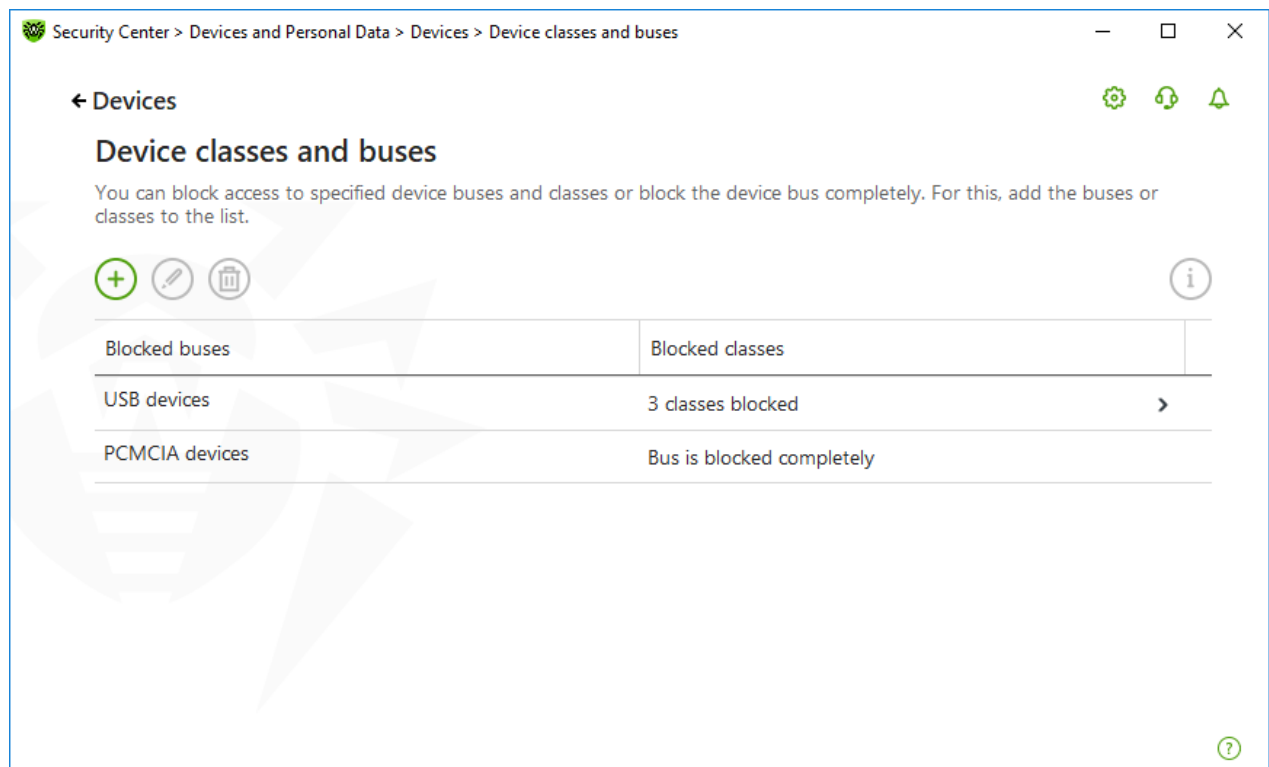 Security Center > Devices and Personal Data > Devices > Device classes and buses
Devices
Device classes and buses
You can block access to specified device buses and classes or block the device bus completely. For this, add the buses or
classes to the list.
Blocked buses
Blocked classes
USB devices
3 classes blocked
PCMCIA devices
Bus is blocked completely